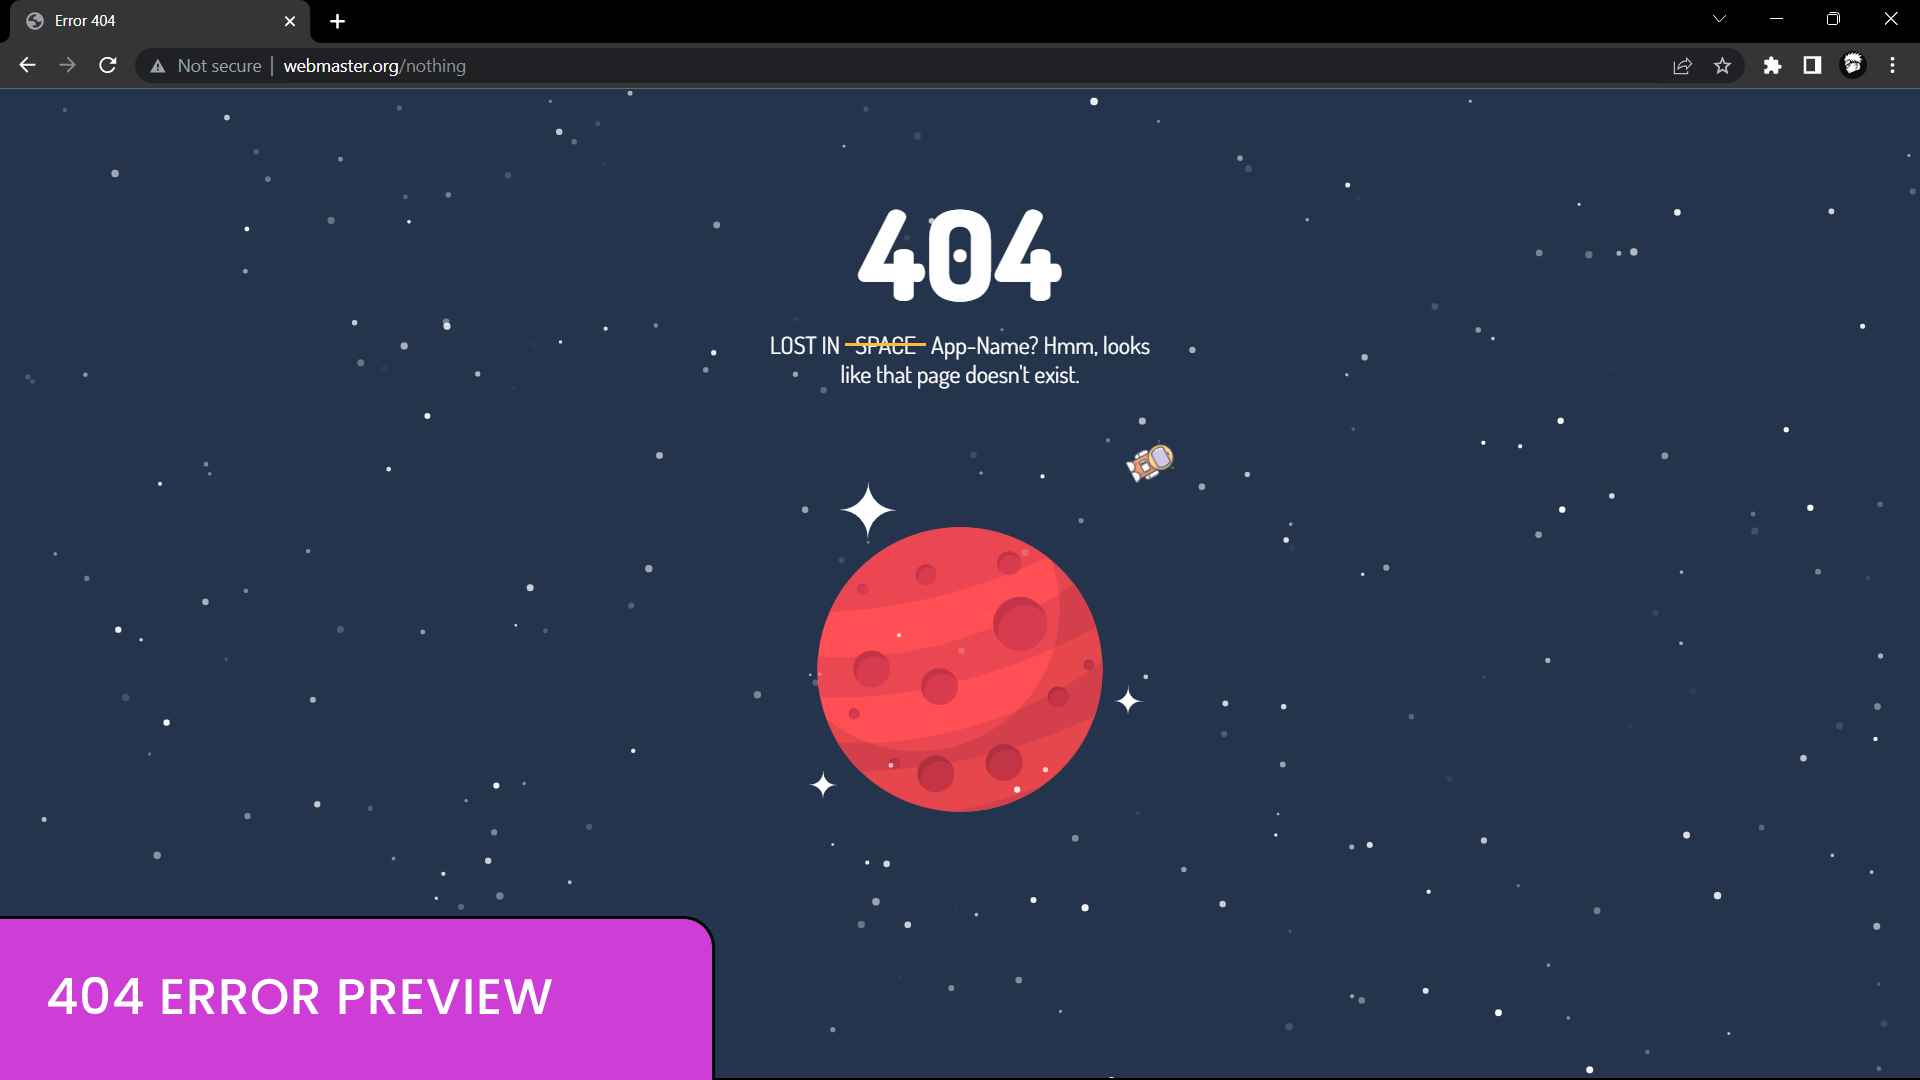 Error 404
Not secure | webmaster.org/nothing
404
LOST IN SPACE App-Name? Hmm, looks
like that page doesn't exist.
404 ERROR PREVIEW